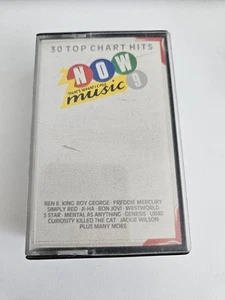 30 TOP CHART HITS
NOW
THAT'S WHAT I CALL
music 9
BEN E. KING · BOY GEORGE · FREDDIE MERCURY
SIMPLY RED · A-HA · BON JOVI · WESTWORLD
5 STAR · MENTAL AS ANYTHING · GENESIS · UB40
CURIOSITY KILLED THE CAT · JACKIE WILSON
PLUS MANY MORE